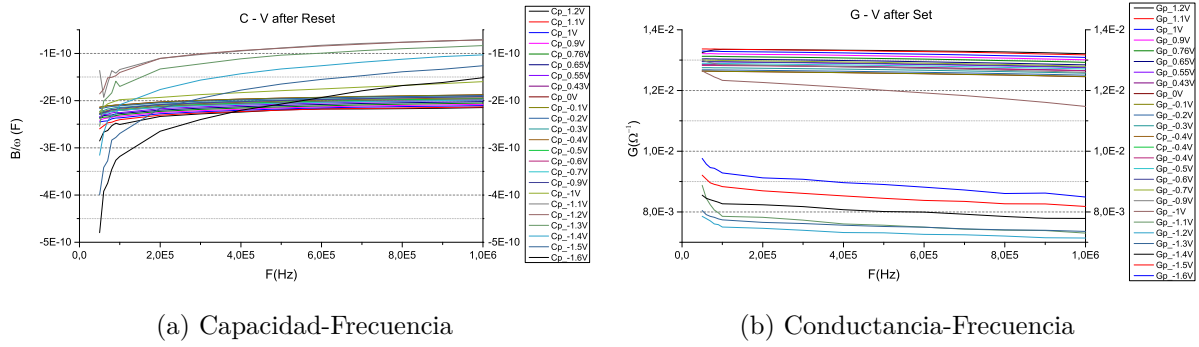 C - V after Reset
B/ω (F)
-1E-10
-2E-10
-3E-10
-4E-10
-5E-10
-1E-10
-2E-10
-3E-10
-4E-10
-5E-10
0,0
2,0E5
4,0E5
6,0E5
8,0E5
1,0E6
F(Hz)
Cp_1.2V
Cp_1.1V
Cp_1V
Cp_0.9V
Cp_0.76V
Cp_0.65V
Cp_0.55V
Cp_0.43V
Cp_0V
Cp_-0.1V
Cp_-0.2V
Cp_-0.3V
Cp_-0.4V
Cp_-0.5V
Cp_-0.6V
Cp_-0.7V
Cp_-0.9V
Cp_-1V
Cp_-1.1V
Cp_-1.2V
Cp_-1.3V
Cp_-1.4V
Cp_-1.5V
Cp_-1.6V
(a) Capacidad-Frecuencia
G - V after Set
G(Ω⁻¹)
1,4E-2
1,2E-2
1,0E-2
8,0E-3
1,4E-2
1,2E-2
1,0E-2
8,0E-3
0,0
2,0E5
4,0E5
6,0E5
8,0E5
1,0E6
F(Hz)
Gp_1.2V
Gp_1.1V
Gp_1V
Gp_0.9V
Gp_0.76V
Gp_0.65V
Gp_0.55V
Gp_0.43V
Gp_0V
Gp_-0.1V
Gp_-0.2V
Gp_-0.3V
Cp_-0.4V
Cp_-0.4V
Gp_-0.4V
Gp_-0.5V
Gp_-0.6V
Gp_-0.7V
Gp_-0.9V
Gp_-1V
Gp_-1.1V
Gp_-1.2V
Gp_-1.3V
Gp_-1.4V
Gp_-1.5V
Gp_-1.6V
(b) Conductancia-Frecuencia